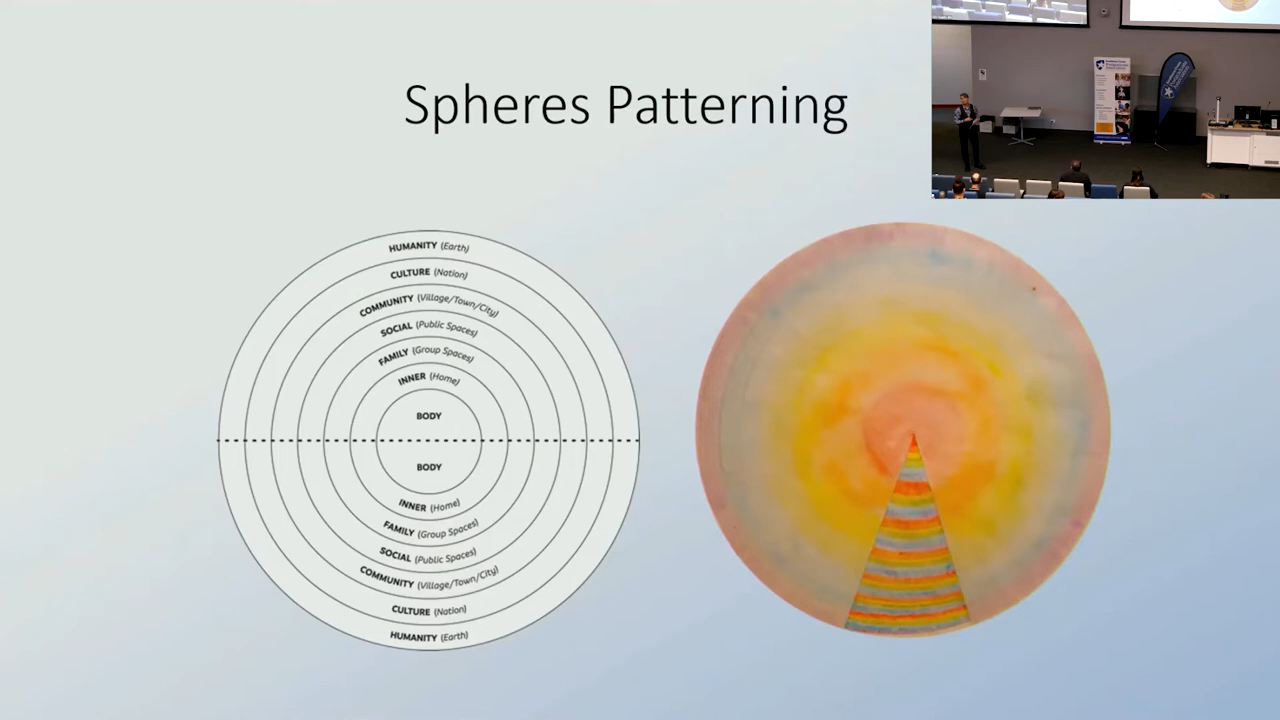 Spheres Patterning
HUMANITY (Earth)
CULTURE (Nation)
COMMUNITY (Village/Town/City)
SOCIAL (Public Spaces)
FAMILY (Group Spaces)
INNER (Home)
BODY
BODY
INNER (Home)
FAMILY (Group Spaces)
SOCIAL (Public Spaces)
COMMUNITY (Village/Town/City)
CULTURE (Nation)
HUMANITY (Earth)